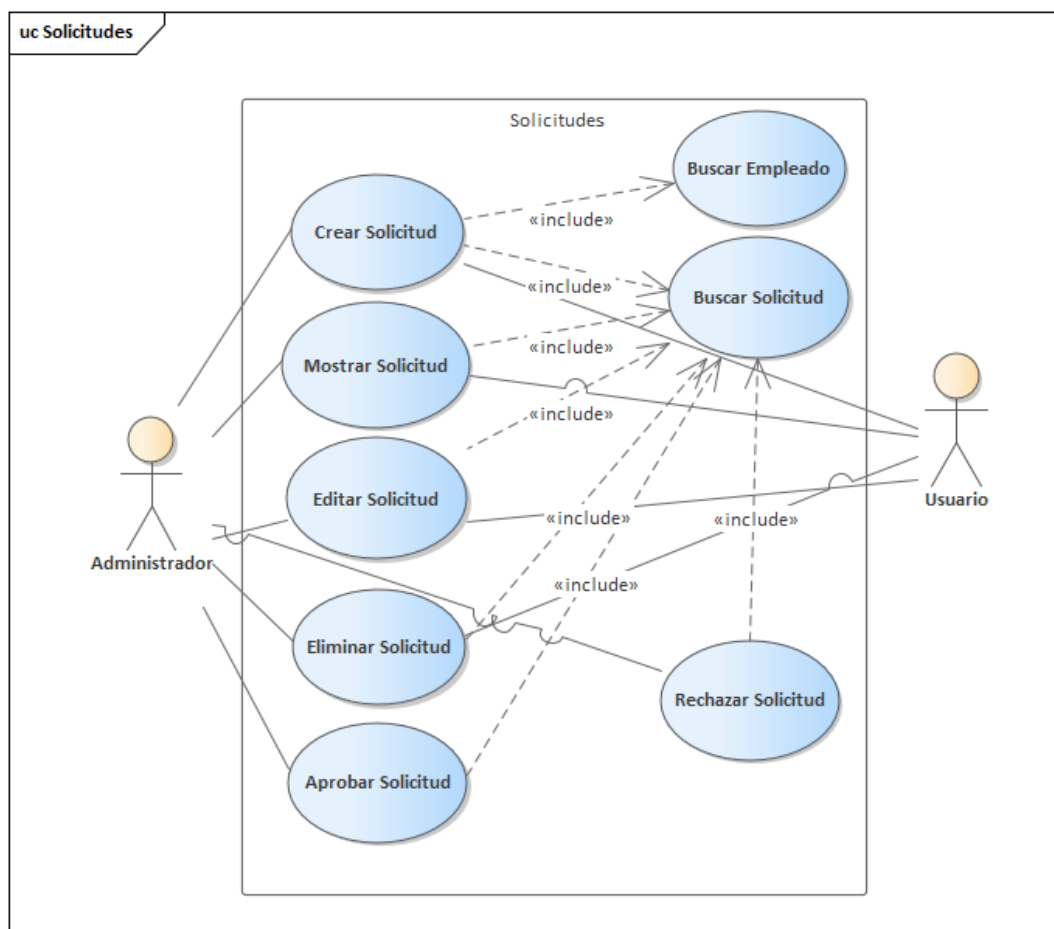 uc Solicitudes
Solicitudes
Buscar Empleado
Crear Solicitud
«include»
Buscar Solicitud
«include»
Mostrar Solicitud
«include»
«include»
Editar Solicitud
Usuario
«include»
«include»
Administrador
«include»
Eliminar Solicitud
Rechazar Solicitud
Aprobar Solicitud